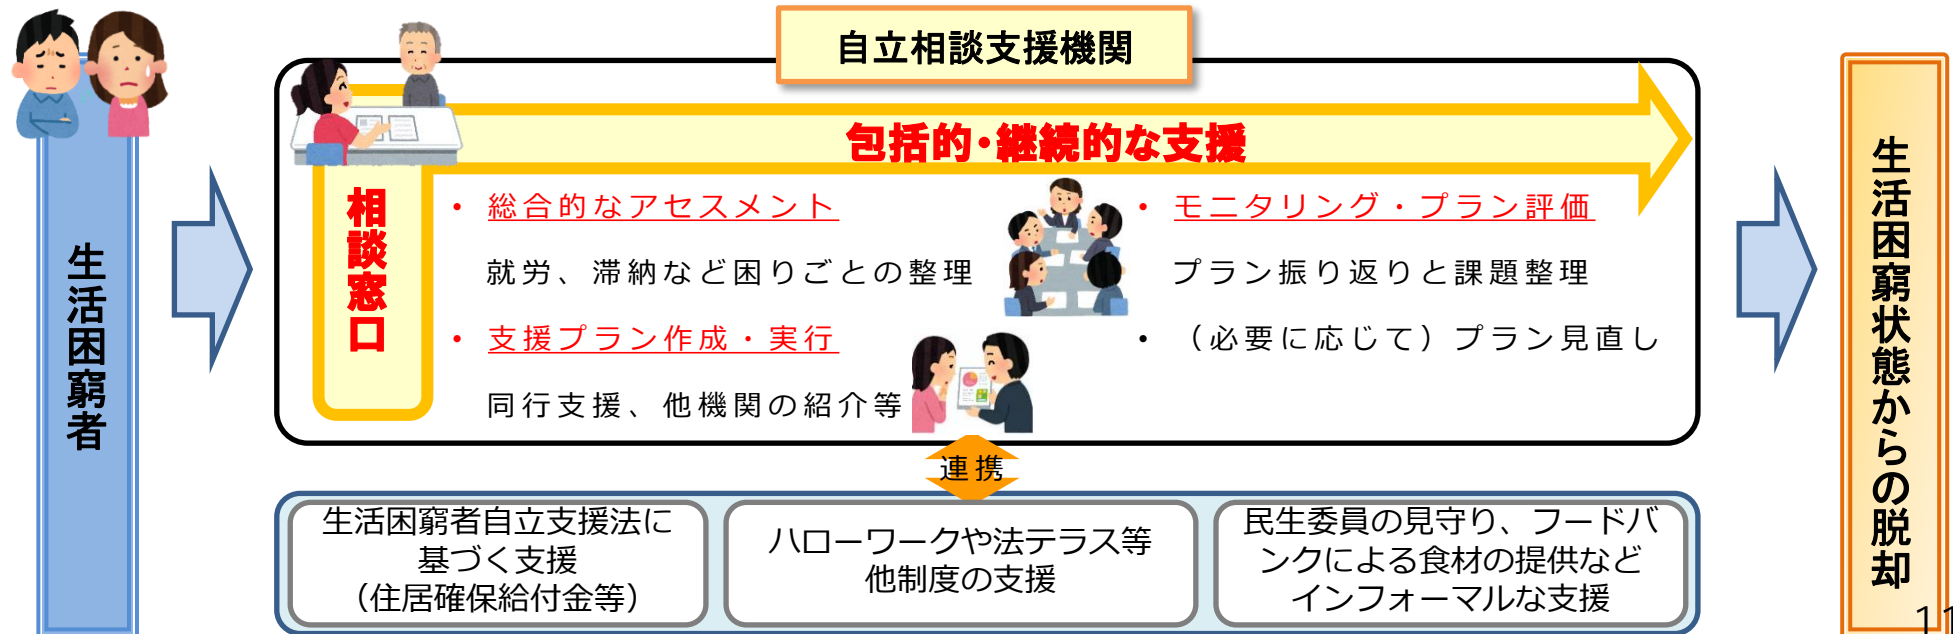 自立相談支援機関
生活困窮者
包括的・継続的な支援
相談窓口
• 総合的なアセスメント
就労、滞納など困りごとの整理
• 支援プラン作成・実行
同行支援、他機関の紹介等
• モニタリング・プラン評価
プラン振り返りと課題整理
• （必要に応じて）プラン見直し
連携
生活困窮者自立支援法に
基づく支援
（住居確保給付金等）
ハローワークや法テラス等
他制度の支援
民生委員の見守り、フードバ
ンクによる食材の提供など
インフォーマルな支援
生活困窮状態からの脱却
11